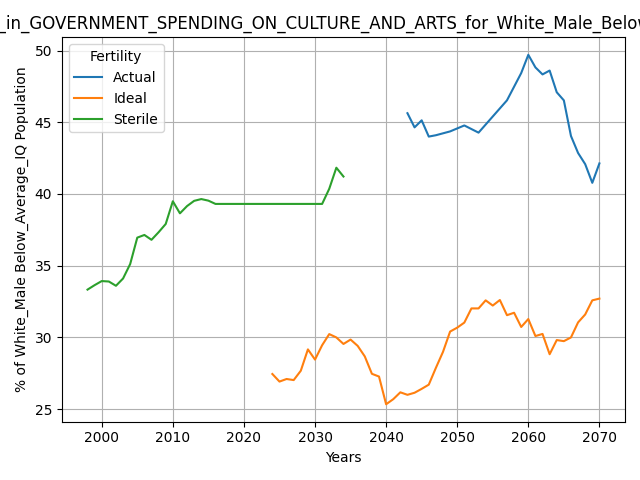 _in_GOVERNMENT_SPENDING_ON_CULTURE_AND_ARTS_for_White_Male_Below
Fertility
Actual
Ideal
Sterile
% of White_Male Below_Average_IQ Population
50
45
40
35
30
25
2000 2010 2020 2030 2040 2050 2060 2070
Years